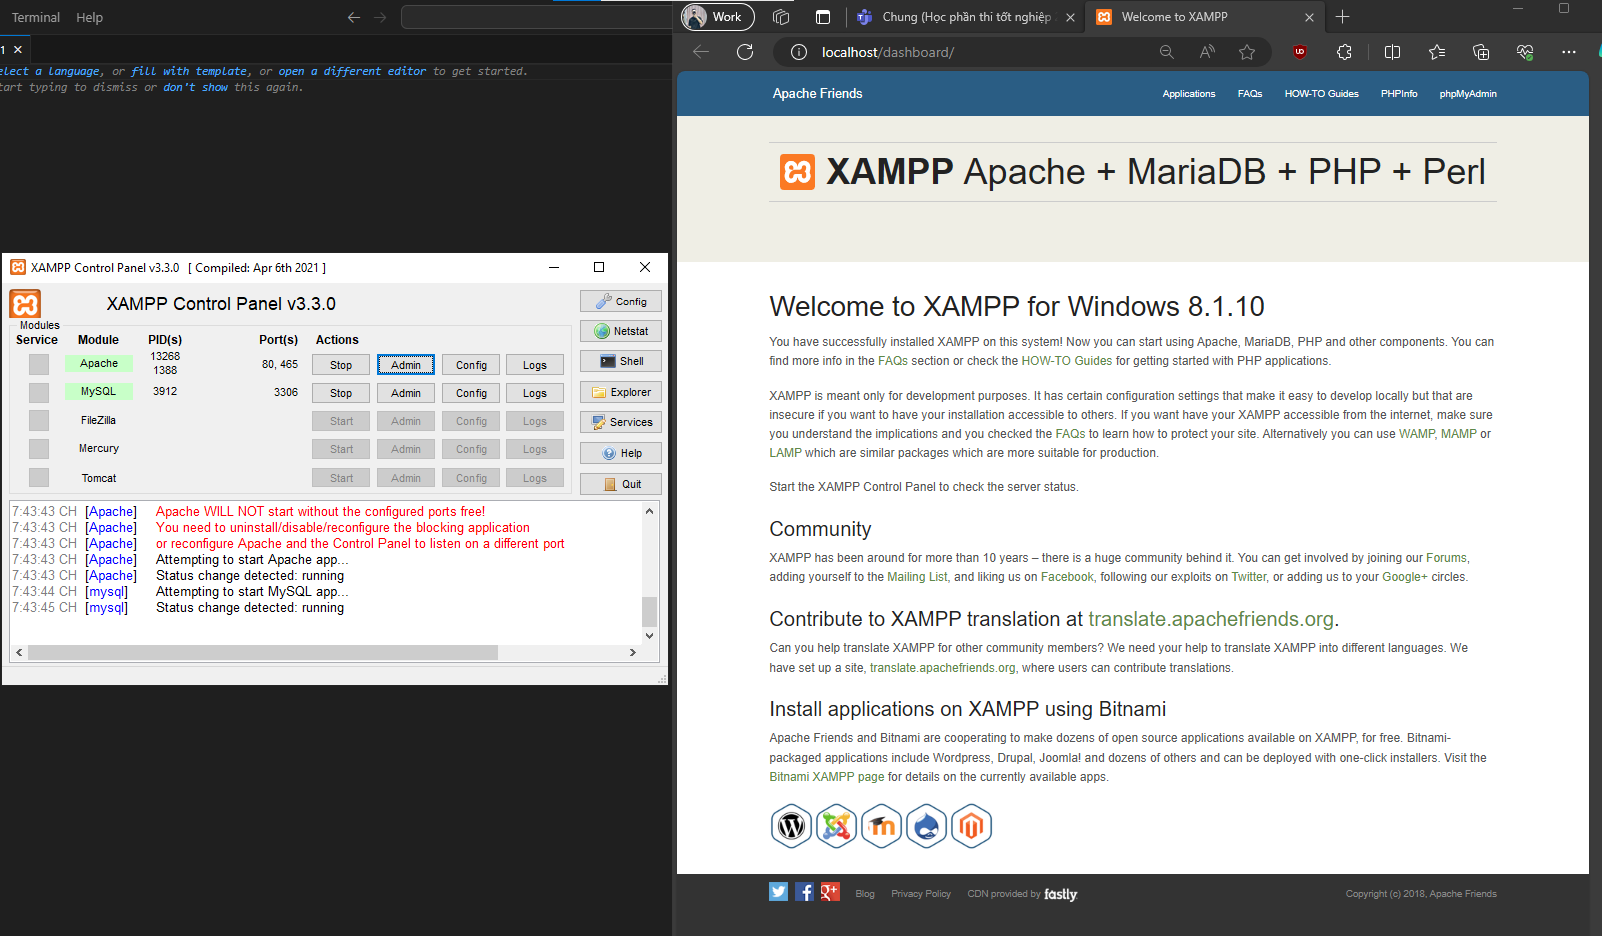 Terminal Help
1
elect a language, or fill with template, or open a different editor to get started.
tart typing to dismiss or don't show this again.
XAMPP Control Panel v3.3.0 [ Compiled: Apr 6th 2021 ]
XAMPP Control Panel v3.3.0
Config
Modules
Netstat
Service Module PID(s) Port(s) Actions
Apache 13268 1388 80, 465 Stop Admin Config Logs
Shell
MySQL 3912 3306 Stop Admin Config Logs
Explorer
FileZilla Start Admin Config Logs
Services
Mercury Start Admin Config Logs
Help
Tomcat Start Admin Config Logs
Quit
7:43:43 CH [Apache] Apache WILL NOT start without the configured ports free!
7:43:43 CH [Apache] You need to uninstall/disable/reconfigure the blocking application
7:43:43 CH [Apache] or reconfigure Apache and the Control Panel to listen on a different port
7:43:43 CH [Apache] Attempting to start Apache app...
7:43:43 CH [Apache] Status change detected: running
7:43:44 CH [mysql] Attempting to start MySQL app...
7:43:45 CH [mysql] Status change detected: running
Work
Chung (Học phần thi tốt nghiệp
Welcome to XAMPP
localhost/dashboard/
Apache Friends
Applications FAQs HOW-TO Guides PHPInfo phpMyAdmin
XAMPP Apache + MariaDB + PHP + Perl
Welcome to XAMPP for Windows 8.1.10
You have successfully installed XAMPP on this system! Now you can start using Apache, MariaDB, PHP and other components. You can
find more info in the FAQs section or check the HOW-TO Guides for getting started with PHP applications.
XAMPP is meant only for development purposes. It has certain configuration settings that make it easy to develop locally but that are
insecure if you want to have your installation accessible to others. If you want have your XAMPP accessible from the internet, make sure
you understand the implications and you checked the FAQs to learn how to protect your site. Alternatively you can use WAMP, MAMP or
LAMP which are similar packages which are more suitable for production.
Start the XAMPP Control Panel to check the server status.
Community
XAMPP has been around for more than 10 years – there is a huge community behind it. You can get involved by joining our Forums,
adding yourself to the Mailing List, and liking us on Facebook, following our exploits on Twitter, or adding us to your Google+ circles.
Contribute to XAMPP translation at translate.apachefriends.org.
Can you help translate XAMPP for other community members? We need your help to translate XAMPP into different languages. We
have set up a site, translate.apachefriends.org, where users can contribute translations.
Install applications on XAMPP using Bitnami
Apache Friends and Bitnami are cooperating to make dozens of open source applications available on XAMPP, for free. Bitnami-
packaged applications include Wordpress, Drupal, Joomla! and dozens of others and can be deployed with one-click installers. Visit the
Bitnami XAMPP page for details on the currently available apps.
Blog Privacy Policy CDN provided by fastly
Copyright (c) 2018, Apache Friends